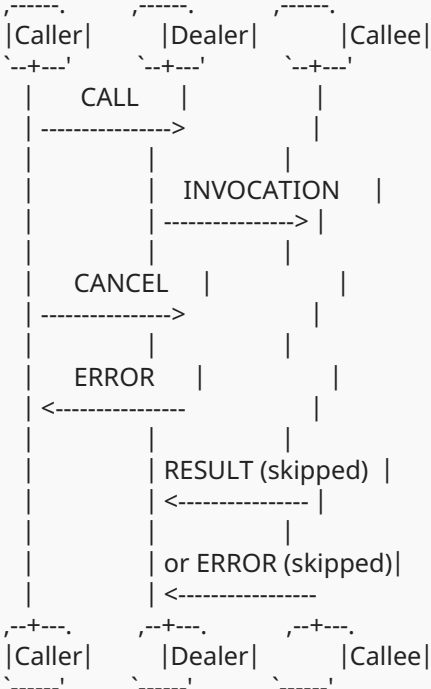 ,------.          ,------.          ,------.
|Caller|          |Dealer|          |Callee|
`--+---'          `--+---'          `--+---'
   |       CALL      |                 |
   | ---------------->                 |
   |                 |                 |
   |                 |    INVOCATION   |
   |                 | ----------------> |
   |                 |                 |
   |      CANCEL     |                 |
   | ---------------->                 |
   |                 |                 |
   |      ERROR      |                 |
   | <----------------                 |
   |                 |                 |
   |                 | RESULT (skipped) |
   |                 | <---------------- |
   |                 |                 |
   |                 | or ERROR (skipped)|
   |                 | <----------------
,--+---.          ,--+---.          ,--+---.
|Caller|          |Dealer|          |Callee|
`------'          `------'          `------'